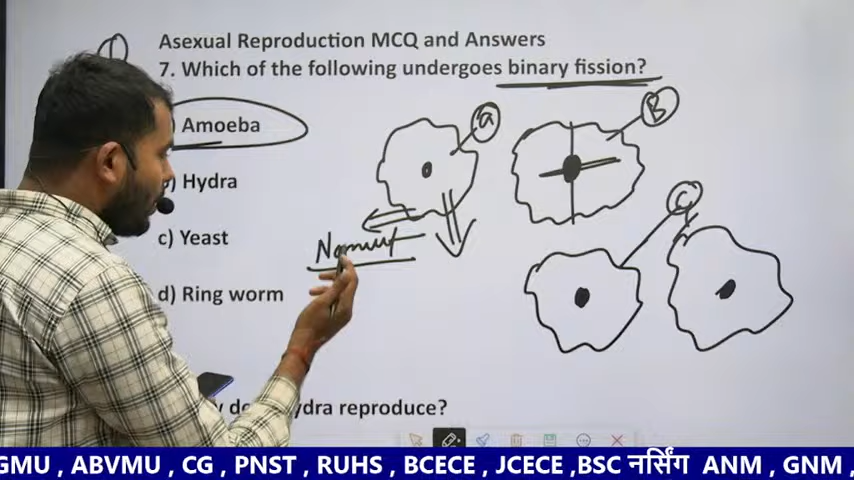 1
Asexual Reproduction MCQ and Answers
7. Which of the following undergoes binary fission?
) Amoeba
) Hydra
c) Yeast
d) Ring worm
a
B
C
ydra reproduce?
GMU , ABVMU , CG , PNST , RUHS , BCECE , JCECE ,BSC नर्सिंग ANM , GNM ,